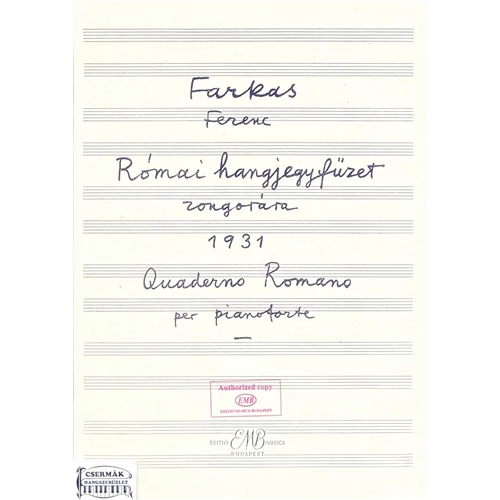 Farkas
Ferenc
Római hangjegyfüzet
zongorára
1931
Quaderno Romano
per pianoforte
—
Authorized copy
EMB
EDITIO MUSICA BUDAPEST
EDITIO EMB MUSICA
BUDAPEST
CSERMÁK
HANGSZERÜZLET